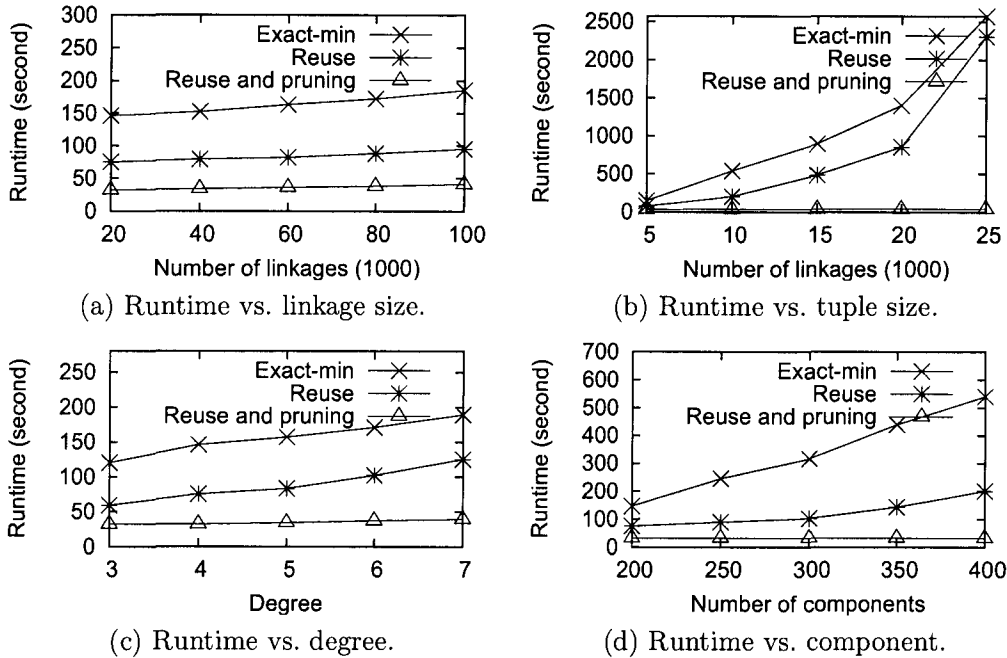 300
250
200
150
100
50
0
Runtime (second)
Exact-min
Reuse
Reuse and pruning
20 40 60 80 100
Number of linkages (1000)
(a) Runtime vs. linkage size.
2500
2000
1500
1000
500
0
Runtime (second)
Exact-min
Reuse
Reuse and pruning
5 10 15 20 25
Number of linkages (1000)
(b) Runtime vs. tuple size.
250
200
150
100
50
0
Runtime (second)
Exact-min
Reuse
Reuse and pruning
3 4 5 6 7
Degree
(c) Runtime vs. degree.
700
600
500
400
300
200
100
0
Runtime (second)
Exact-min
Reuse
Reuse and pruning
200 250 300 350 400
Number of components
(d) Runtime vs. component.